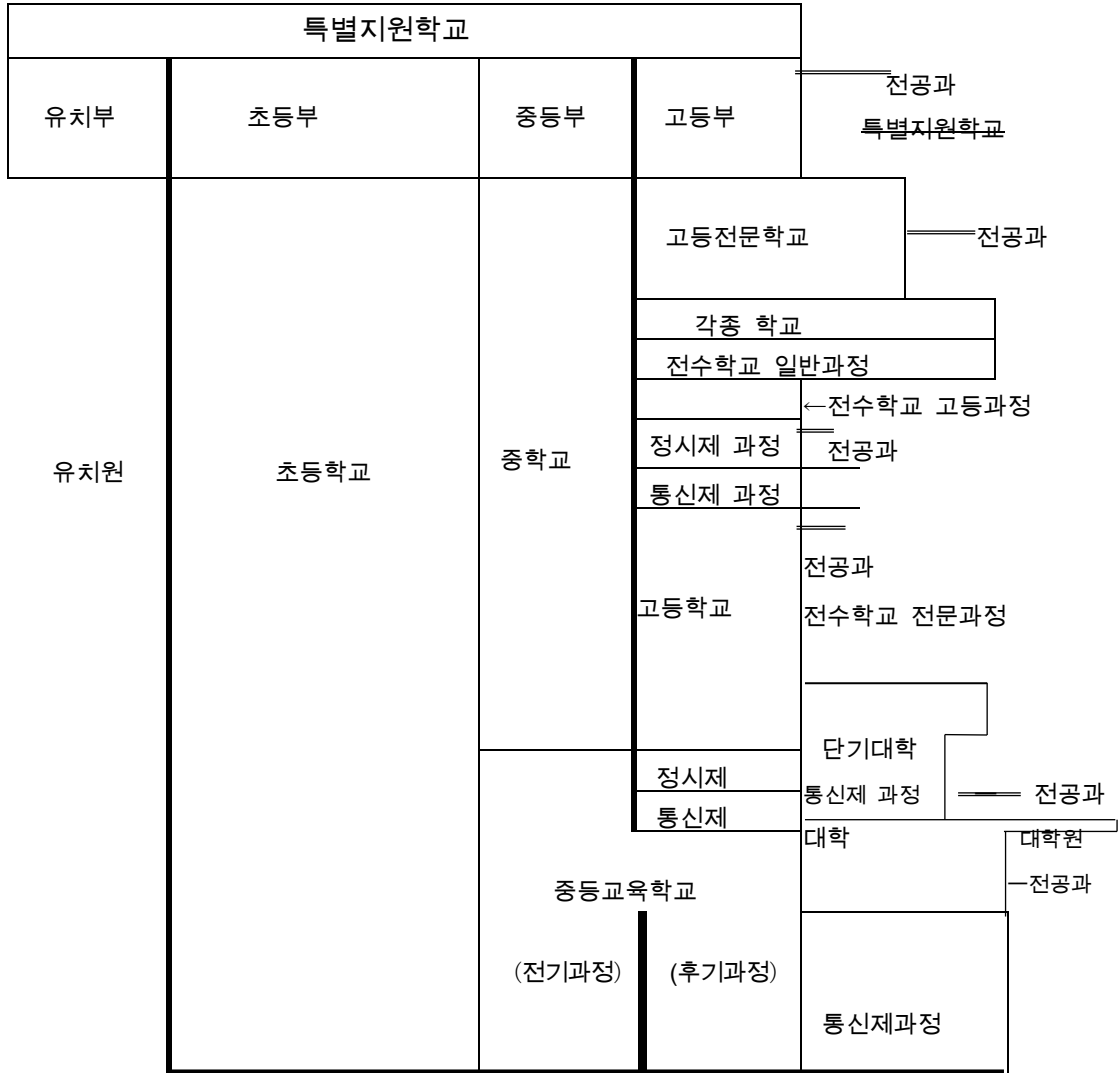 특별지원학교
유치부
초등부
중등부
고등부
전공과
특별지원학교
고등전문학교
전공과
각종 학교
전수학교 일반과정
←전수학교 고등과정
유치원
초등학교
중학교
정시제 과정
전공과
통신제 과정
전공과
고등학교
전수학교 전문과정
단기대학
정시제
통신제 과정
전공과
통신제
대학
대학원
중등교육학교
전공과
(전기과정)
(후기과정)
통신제과정